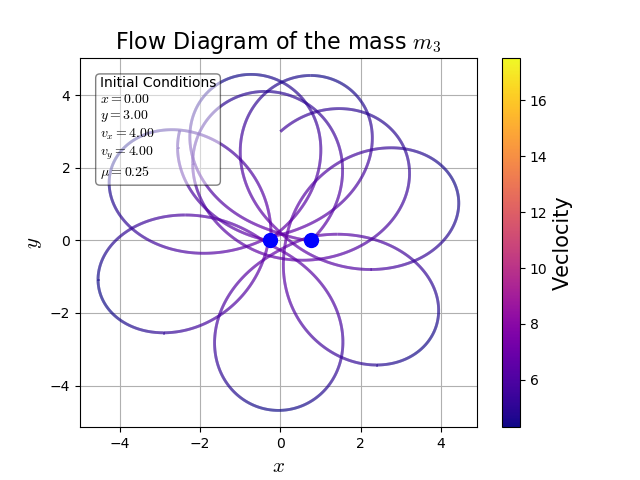 Flow Diagram of the mass m₃
Initial Conditions
x = 0.00
y = 3.00
vₓ = 4.00
v_y = 4.00
μ = 0.25
4
2
0
−2
−4
y
−4
−2
0
2
4
x
16
14
12
10
8
6
Veclocity